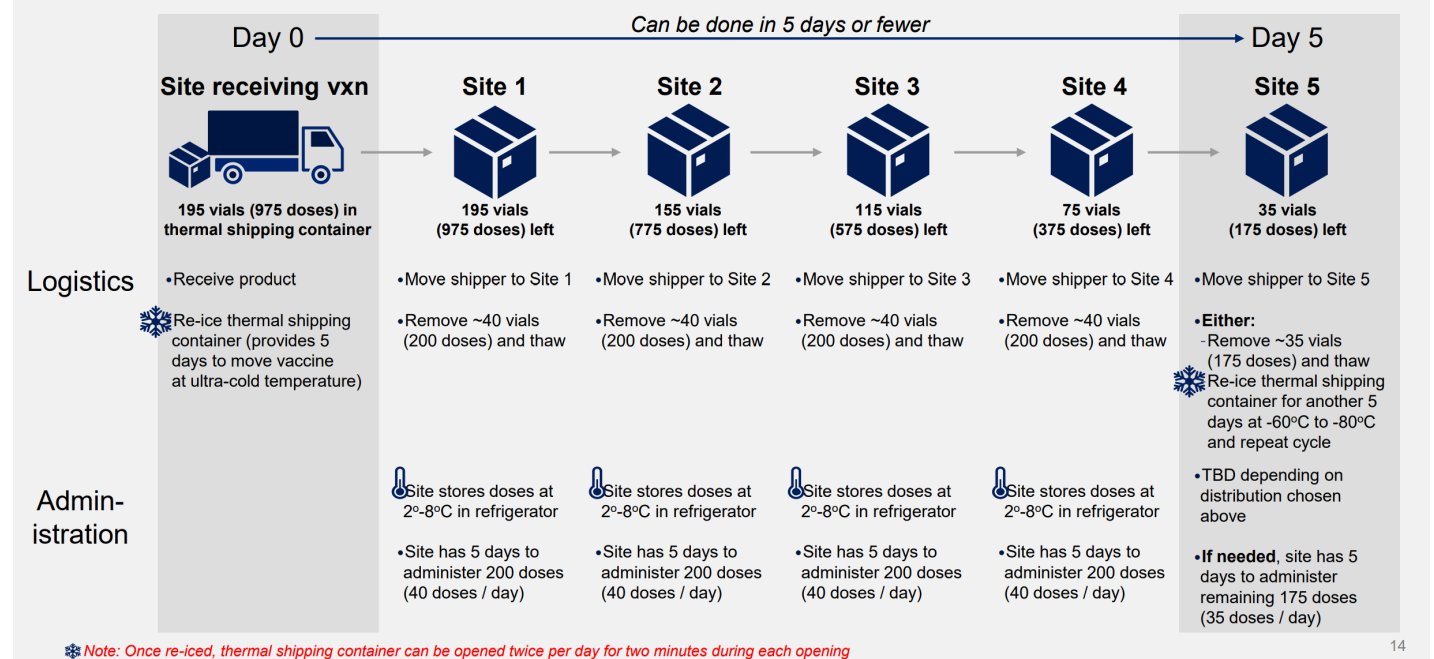 Can be done in 5 days or fewer
Day 0
Day 5
Site receiving vxn
Site 1
Site 2
Site 3
Site 4
Site 5
195 vials (975 doses) in
thermal shipping container
195 vials
(975 doses) left
155 vials
(775 doses) left
115 vials
(575 doses) left
75 vials
(375 doses) left
35 vials
(175 doses) left
Logistics
•Receive product
Re-ice thermal shipping
container (provides 5
days to move vaccine
at ultra-cold temperature)
•Move shipper to Site 1
•Remove ~40 vials
(200 doses) and thaw
•Move shipper to Site 2
•Remove ~40 vials
(200 doses) and thaw
•Move shipper to Site 3
•Remove ~40 vials
(200 doses) and thaw
•Move shipper to Site 4
•Remove ~40 vials
(200 doses) and thaw
•Move shipper to Site 5
•Either:
-Remove ~35 vials
(175 doses) and thaw
Re-ice thermal shipping
container for another 5
days at -60ºC to -80ºC
and repeat cycle
Admin-
istration
Site stores doses at
2º-8ºC in refrigerator
•Site has 5 days to
administer 200 doses
(40 doses / day)
Site stores doses at
2º-8ºC in refrigerator
•Site has 5 days to
administer 200 doses
(40 doses / day)
Site stores doses at
2º-8ºC in refrigerator
•Site has 5 days to
administer 200 doses
(40 doses / day)
Site stores doses at
2º-8ºC in refrigerator
•Site has 5 days to
administer 200 doses
(40 doses / day)
•TBD depending on
distribution chosen
above
•If needed, site has 5
days to administer
remaining 175 doses
(35 doses / day)
Note: Once re-iced, thermal shipping container can be opened twice per day for two minutes during each opening
14